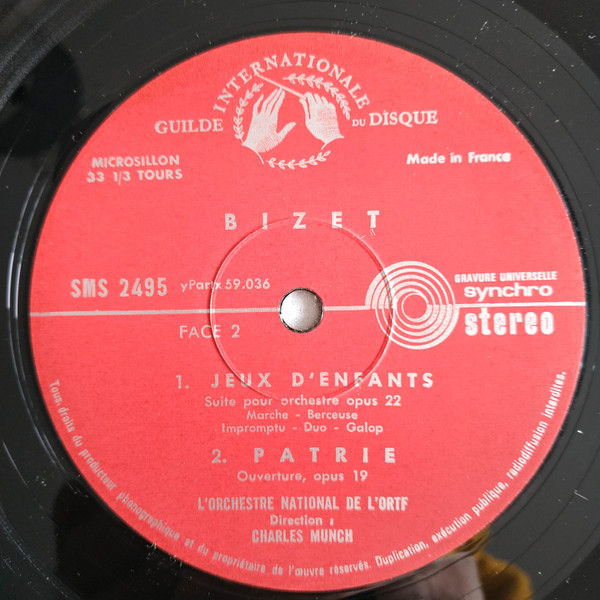 GUILDE INTERNATIONALE DU DISQUE
MICROSILLON
33 1/3 TOURS
Made in France
BIZET
SMS 2495
yParix 59.036
GRAVURE UNIVERSELLE
synchro
stereo
FACE 2
1. JEUX D'ENFANTS
Suite pour orchestre opus 22
Marche - Berceuse
Impromptu - Duo - Galop
2. PATRIE
Ouverture, opus 19
L'ORCHESTRE NATIONAL DE L'ORTF
Direction :
CHARLES MUNCH
Tous droits du producteur phonographique et du propriétaire de l'œuvre réservés. Duplication, exécution publique, radiodiffusion interdites.